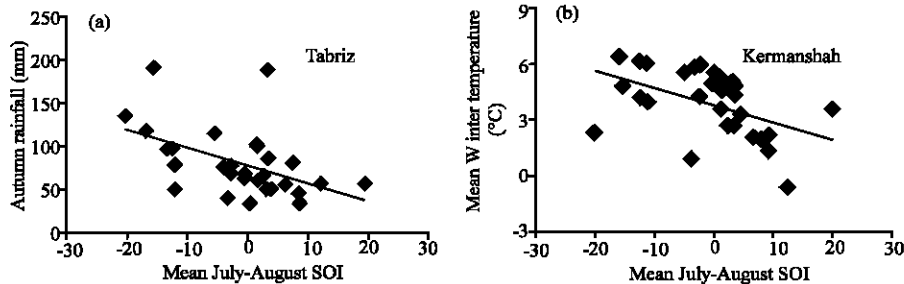 (a)
Tabriz
Autumn rainfall (mm)
250
200
150
100
50
0
-30
-20
-10
0
10
20
30
Mean July-August SOI
(b)
Kermanshah
Mean W inter temperature
(°C)
9
6
3
0
-3
-30
-20
-10
0
10
20
30
Mean July-August SOI